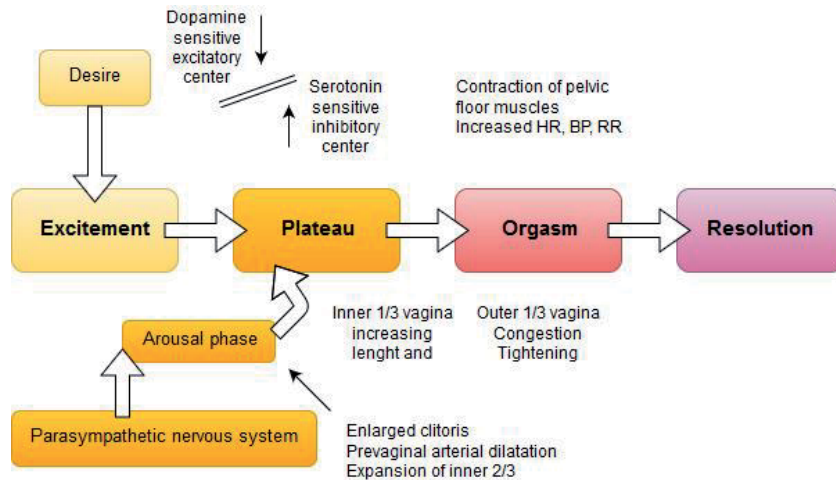 Dopamine
sensitive
excitatory
center
Desire
Serotonin
sensitive
inhibitory
center
Contraction of pelvic
floor muscles
Increased HR, BP, RR
Excitement
Plateau
Orgasm
Resolution
Inner 1/3 vagina
increasing
lenght and
Outer 1/3 vagina
Congestion
Tightening
Arousal phase
Parasympathetic nervous system
Enlarged clitoris
Prevaginal arterial dilatation
Expansion of inner 2/3